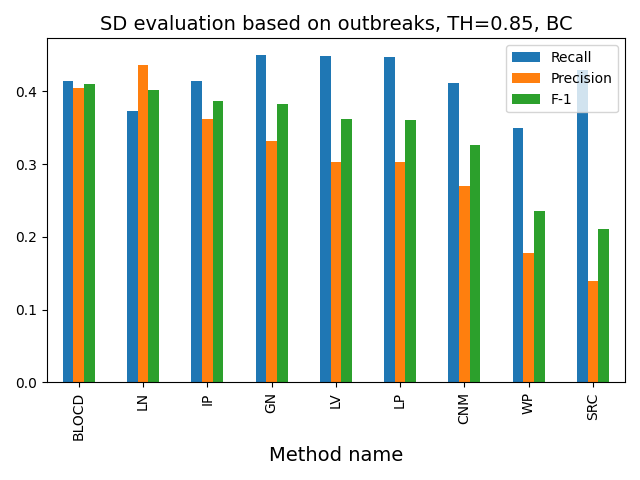 SD evaluation based on outbreaks, TH=0.85, BC
Recall
Precision
F-1
0.4
0.3
0.2
0.1
0.0
BLOCD
LN
IP
GN
LV
LP
CNM
WP
SRC
Method name